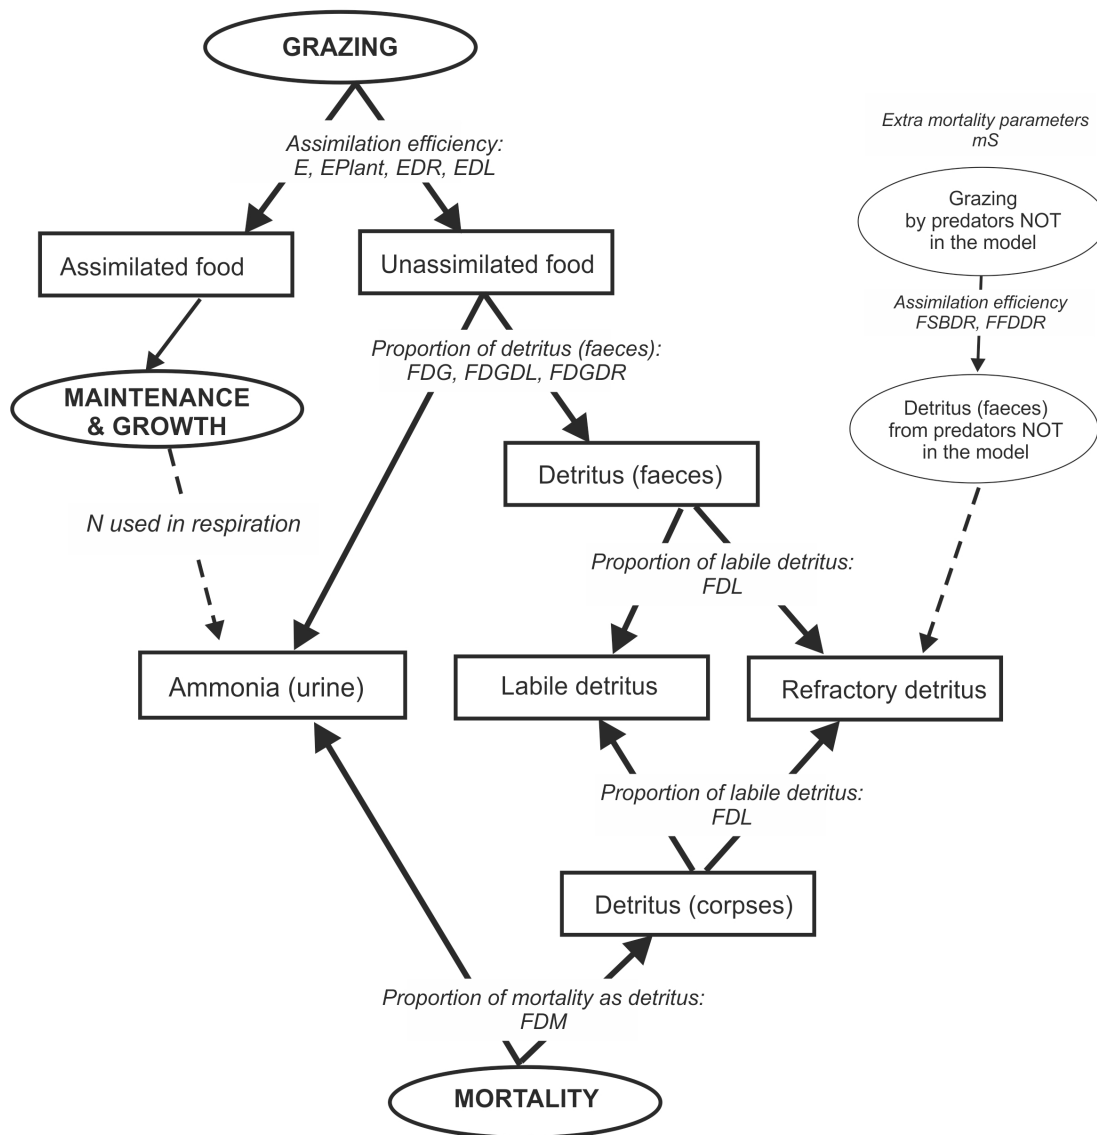 GRAZING
Extra mortality parameters
mS
Assimilation efficiency:
E, EPlant, EDR, EDL
Grazing
by predators NOT
in the model
Assimilated food
Unassimilated food
Assimilation efficiency
FSBDR, FFDDR
Proportion of detritus (faeces):
FDG, FDGDL, FDGDR
MAINTENANCE
& GROWTH
Detritus (faeces)
from predators NOT
in the model
Detritus (faeces)
N used in respiration
Proportion of labile detritus:
FDL
Ammonia (urine)
Labile detritus
Refractory detritus
Proportion of labile detritus:
FDL
Detritus (corpses)
Proportion of mortality as detritus:
FDM
MORTALITY